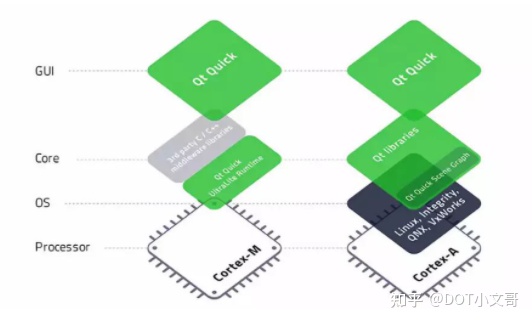 GUI
Qt Quick
Qt Quick
Core
3rd party C / C++
middleware libraries
Qt Quick
UltraLite Runtime
Qt libraries
Qt Quick Scene Graph
OS
Linux, Integrity,
QNX, VxWorks
Processor
Cortex-M
Cortex-A
知乎 @DOT小文哥